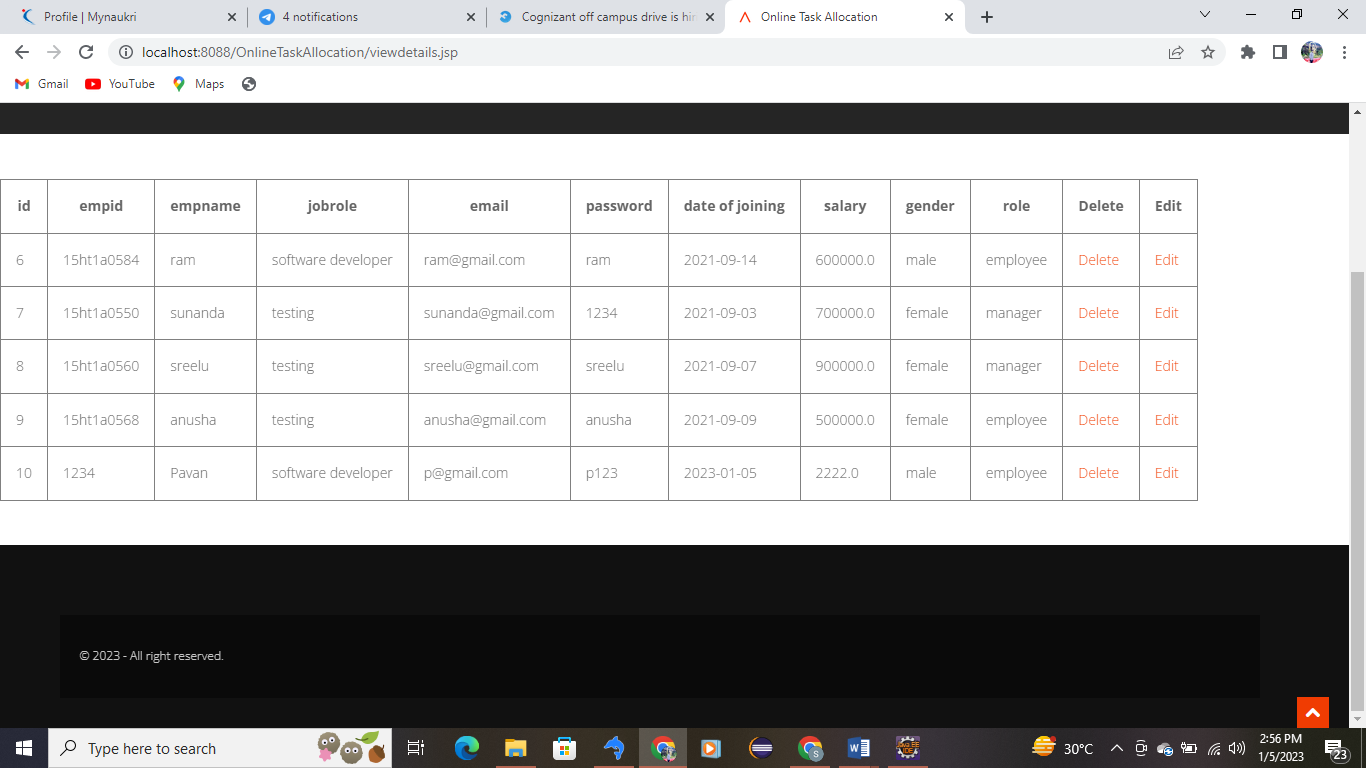 Profile | Mynaukri
4 notifications
Cognizant off campus drive is hir
Online Task Allocation
localhost:8088/OnlineTaskAllocation/viewdetails.jsp
Gmail YouTube Maps
id empid empname jobrole email password date of joining salary gender role Delete Edit
6 15ht1a0584 ram software developer ram@gmail.com ram 2021-09-14 600000.0 male employee Delete Edit
7 15ht1a0550 sunanda testing sunanda@gmail.com 1234 2021-09-03 700000.0 female manager Delete Edit
8 15ht1a0560 sreelu testing sreelu@gmail.com sreelu 2021-09-07 900000.0 female manager Delete Edit
9 15ht1a0568 anusha testing anusha@gmail.com anusha 2021-09-09 500000.0 female employee Delete Edit
10 1234 Pavan software developer p@gmail.com p123 2023-01-05 2222.0 male employee Delete Edit
© 2023 - All right reserved.
Type here to search
30°C
2:56 PM
1/5/2023
23